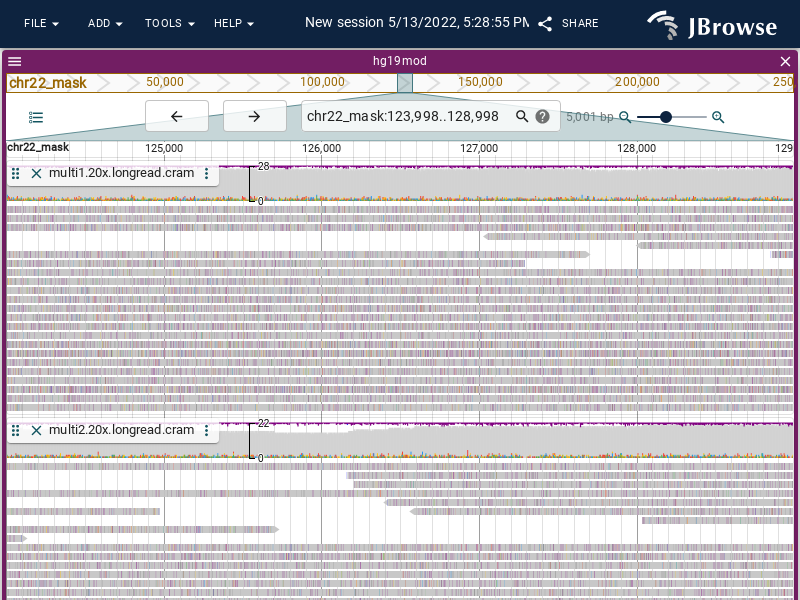 FILE ADD TOOLS HELP New session 5/13/2022, 5:28:55 PM SHARE JBrowse
hg19mod
chr22_mask 50,000 100,000 150,000 200,000 250
chr22_mask:123,998..128,998 5,001 bp
chr22_mask 125,000 126,000 127,000 128,000 129
multi1.20x.longread.cram 28
0
multi2.20x.longread.cram 22
0